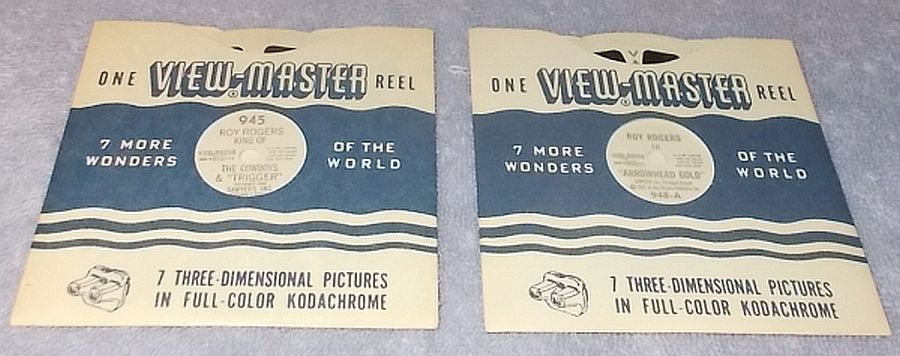 ONE VIEW-MASTER REEL
945
ROY ROGERS
KING OF
THE COWBOYS
& "TRIGGER"
SAWYER'S INC
7 MORE
WONDERS
OF THE
WORLD
7 THREE-DIMENSIONAL PICTURES
IN FULL-COLOR KODACHROME
ONE VIEW-MASTER REEL
ROY ROGERS
IN
"ARROWHEAD GOLD"
948-A
7 MORE
WONDERS
OF THE
WORLD
7 THREE-DIMENSIONAL PICTURES
IN FULL-COLOR KODACHROME